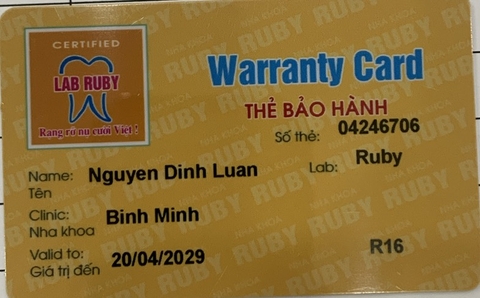 CERTIFIED
LAB RUBY
Rạng rỡ nụ cười Việt !
Warranty Card
THẺ BẢO HÀNH
Số thẻ: 04246706
Name: Nguyen Dinh Luan Lab: Ruby
Tên
Clinic: Binh Minh
Nha khoa
Valid to: 20/04/2029 R16
Giá trị đến